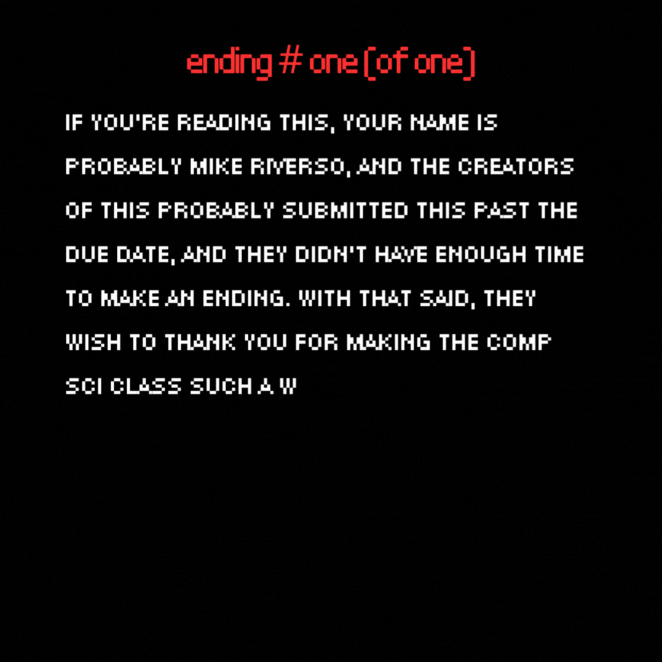 ending # one (of one)
IF YOU'RE READING THIS, YOUR NAME IS
PROBABLY MIKE RIVERSO, AND THE CREATORS
OF THIS PROBABLY SUBMITTED THIS PAST THE
DUE DATE, AND THEY DIDN'T HAVE ENOUGH TIME
TO MAKE AN ENDING. WITH THAT SAID, THEY
WISH TO THANK YOU FOR MAKING THE COMP
SCI CLASS SUCH A W